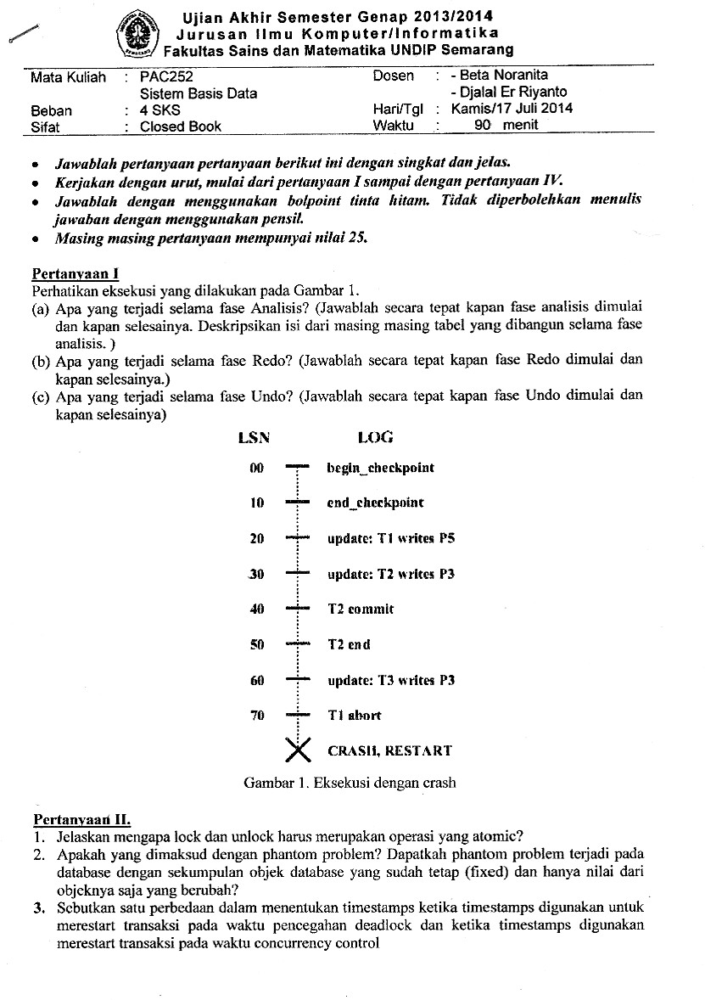 Ujian Akhir Semester Genap 2013/2014
Jurusan Ilmu Komputer/Informatika
Fakultas Sains dan Matematika UNDIP Semarang
Mata Kuliah : PAC252 Dosen : - Beta Noranita
Sistem Basis Data - Djalal Er Riyanto
Beban : 4 SKS Hari/Tgl : Kamis/17 Juli 2014
Sifat : Closed Book Waktu : 90 menit
• Jawablah pertanyaan pertanyaan berikut ini dengan singkat dan jelas.
• Kerjakan dengan urut, mulai dari pertanyaan I sampai dengan pertanyaan IV.
• Jawablah dengan menggunakan bolpoint tinta hitam. Tidak diperbolehkan menulis
jawaban dengan menggunakan pensil.
• Masing masing pertanyaan mempunyai nilai 25.
Pertanyaan I
Perhatikan eksekusi yang dilakukan pada Gambar 1.
(a) Apa yang terjadi selama fase Analisis? (Jawablah secara tepat kapan fase analisis dimulai
dan kapan selesainya. Deskripsikan isi dari masing masing tabel yang dibangun selama fase
analisis. )
(b) Apa yang terjadi selama fase Redo? (Jawablah secara tepat kapan fase Redo dimulai dan
kapan selesainya.)
(c) Apa yang terjadi selama fase Undo? (Jawablah secara tepat kapan fase Undo dimulai dan
kapan selesainya)
LSN LOG
00 begin_checkpoint
10 end_checkpoint
20 update: T1 writes P5
30 update: T2 writes P3
40 T2 commit
50 T2 end
60 update: T3 writes P3
70 T1 abort
CRASH, RESTART
Gambar 1. Eksekusi dengan crash
Pertanyaan II.
1. Jelaskan mengapa lock dan unlock harus merupakan operasi yang atomic?
2. Apakah yang dimaksud dengan phantom problem? Dapatkah phantom problem terjadi pada
database dengan sekumpulan objek database yang sudah tetap (fixed) dan hanya nilai dari
objeknya saja yang berubah?
3. Sebutkan satu perbedaan dalam menentukan timestamps ketika timestamps digunakan untuk
merestart transaksi pada waktu pencegahan deadlock dan ketika timestamps digunakan
merestart transaksi pada waktu concurrency control